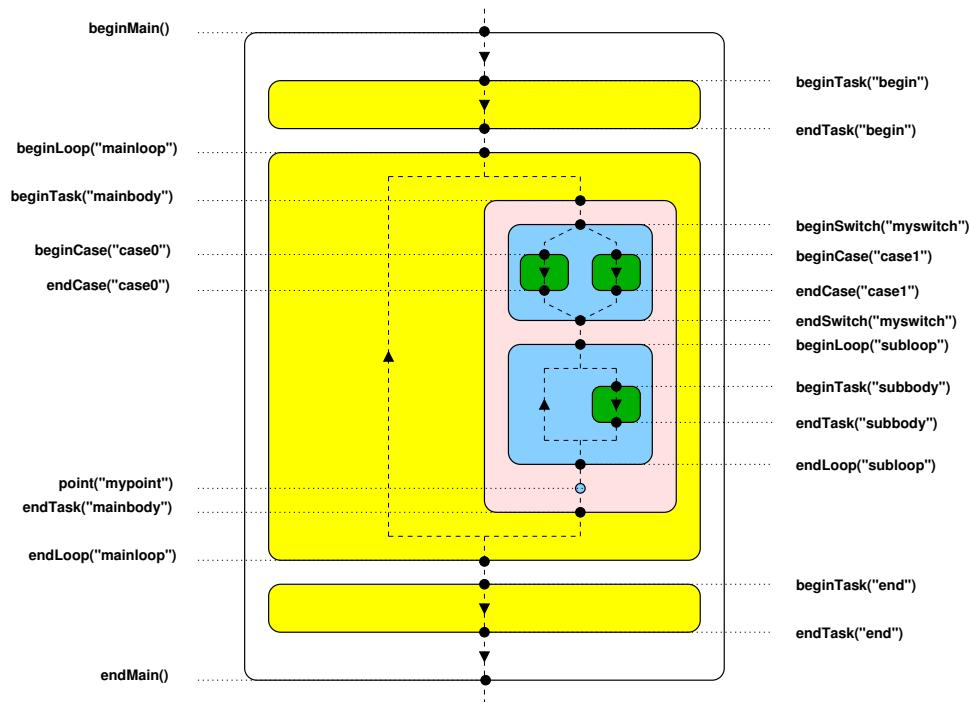 beginMain()
beginTask("begin")
endTask("begin")
beginLoop("mainloop")
beginTask("mainbody")
beginSwitch("myswitch")
beginCase("case0")
beginCase("case1")
endCase("case0")
endCase("case1")
endSwitch("myswitch")
beginLoop("subloop")
beginTask("subbody")
endTask("subbody")
endLoop("subloop")
point("mypoint")
endTask("mainbody")
endLoop("mainloop")
beginTask("end")
endTask("end")
endMain()